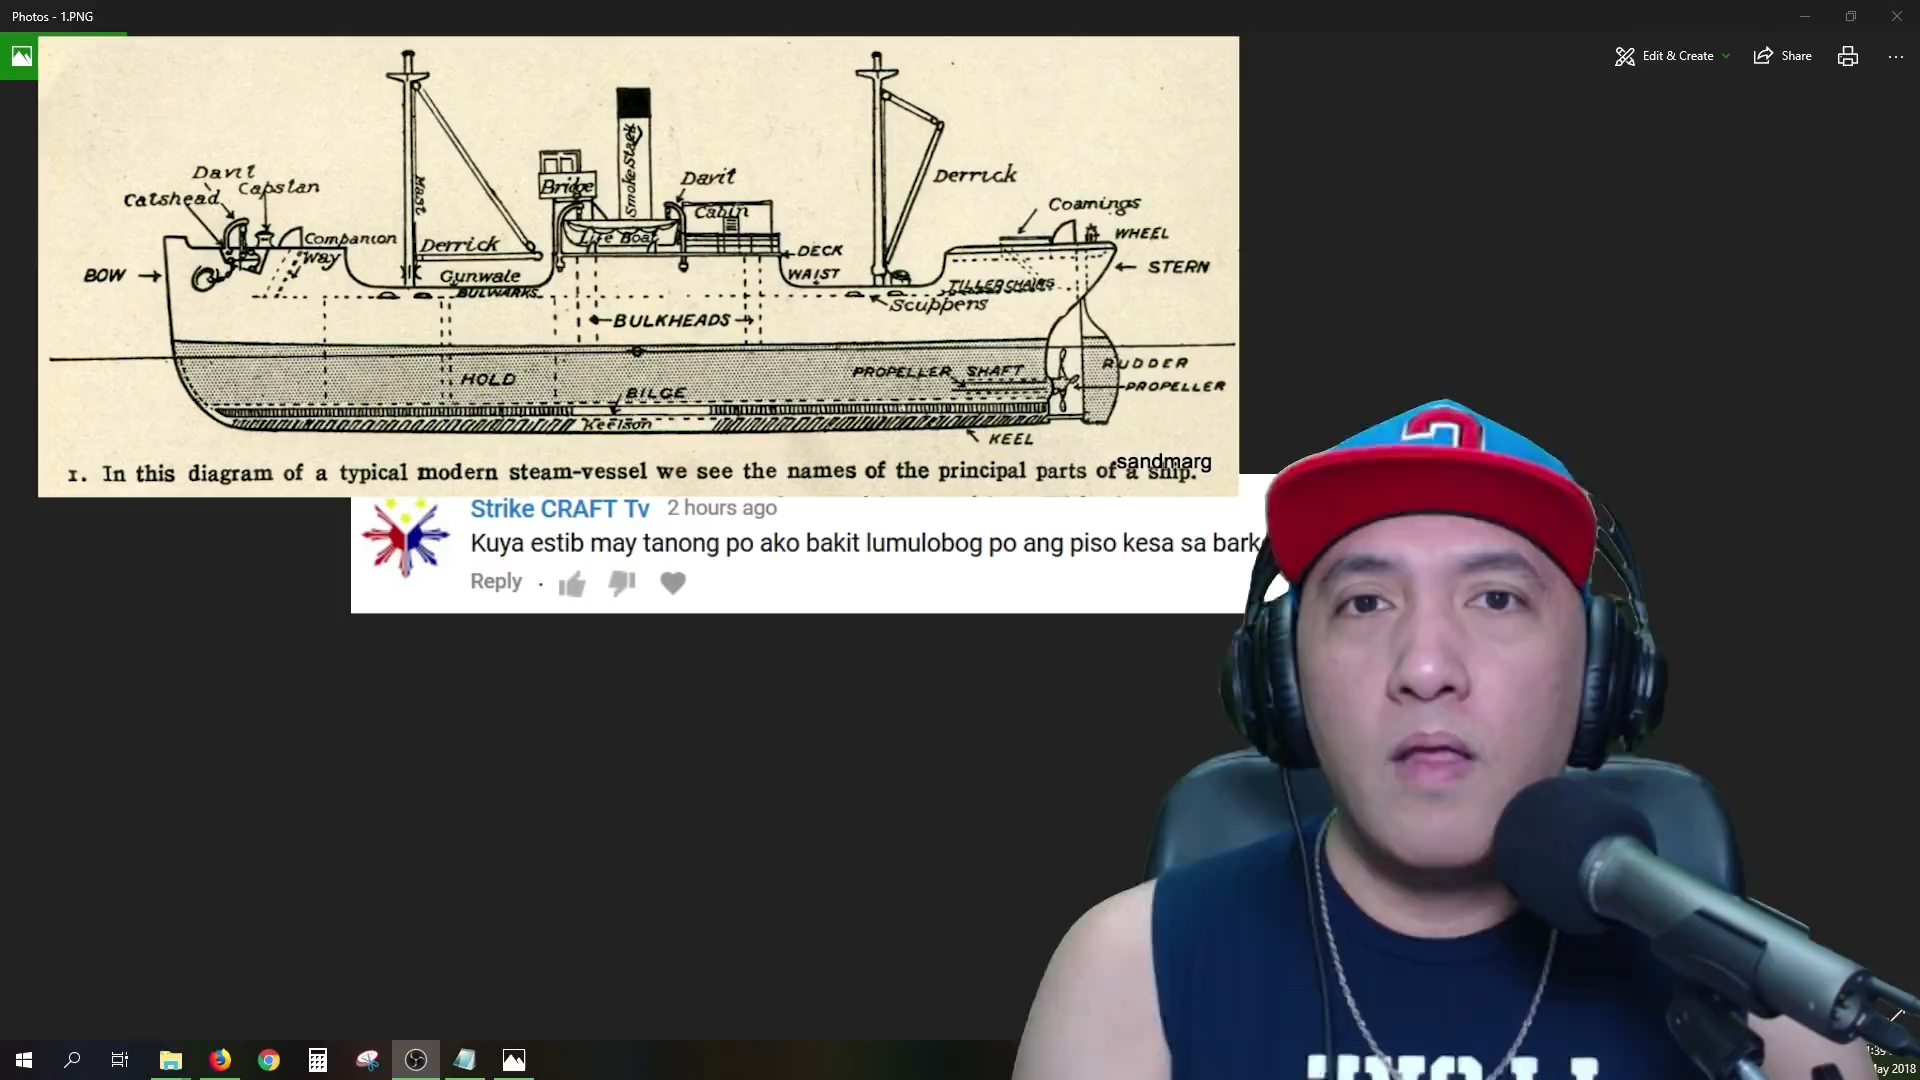 Photos - 1.PNG
Edit & Create
Share
Davit
Catshead
Capstan
Companion
way
BOW
Mast
Derrick
Gunwale
BULWARKS
Bridge
Smoke Stack
Life Boat
Davit
Cabin
DECK
WAIST
Derrick
Coamings
WHEEL
STERN
Scuppens
BULKHEADS
HOLD
BILGE
Keelson
PROPELLER SHAFT
RUDDER
PROPELLER
KEEL
sandmarg
1. In this diagram of a typical modern steam-vessel we see the names of the principal parts of a ship.
Strike CRAFT Tv 2 hours ago
Kuya estib may tanong po ako bakit lumulobog po ang piso kesa sa bark
Reply
:39
May 2018